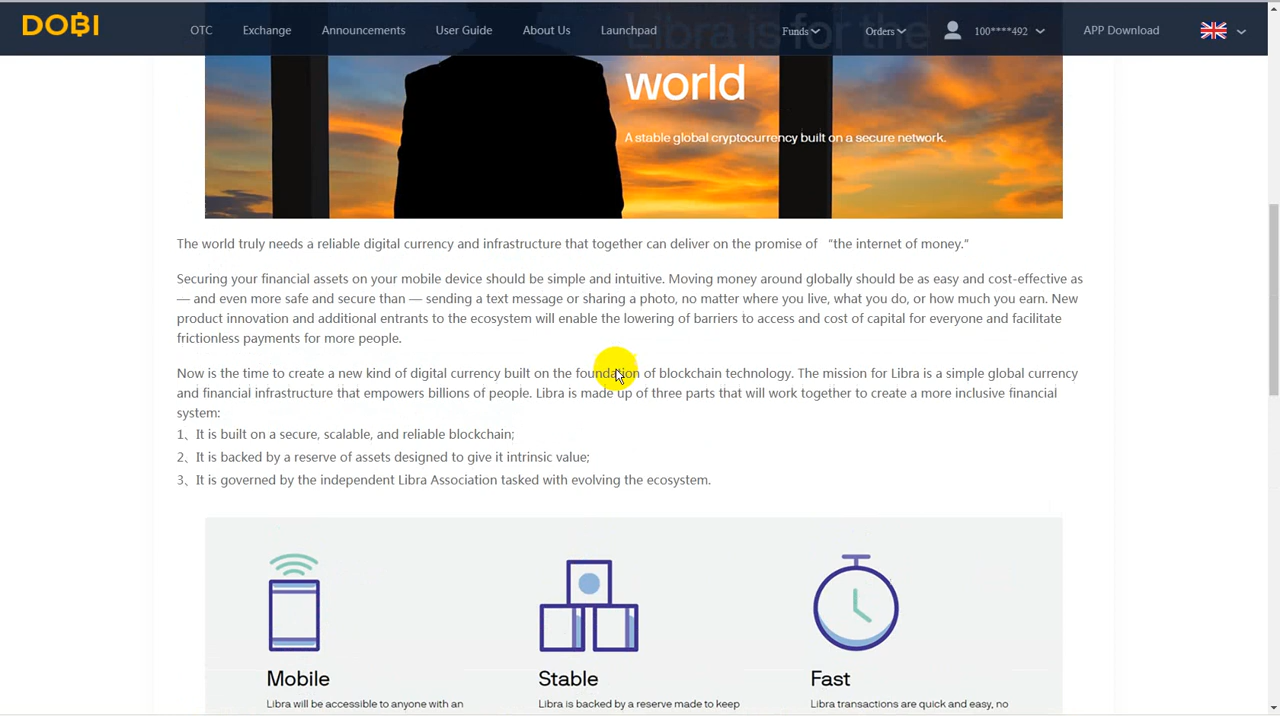 DOBI OTC Exchange Announcements User Guide About Us Launchpad Funds Orders 100****492 APP Download
Libra is for the
world
A stable global cryptocurrency built on a secure network.
The world truly needs a reliable digital currency and infrastructure that together can deliver on the promise of “the internet of money.”
Securing your financial assets on your mobile device should be simple and intuitive. Moving money around globally should be as easy and cost-effective as
— and even more safe and secure than — sending a text message or sharing a photo, no matter where you live, what you do, or how much you earn. New
product innovation and additional entrants to the ecosystem will enable the lowering of barriers to access and cost of capital for everyone and facilitate
frictionless payments for more people.
Now is the time to create a new kind of digital currency built on the foundation of blockchain technology. The mission for Libra is a simple global currency
and financial infrastructure that empowers billions of people. Libra is made up of three parts that will work together to create a more inclusive financial
system:
1、It is built on a secure, scalable, and reliable blockchain;
2、It is backed by a reserve of assets designed to give it intrinsic value;
3、It is governed by the independent Libra Association tasked with evolving the ecosystem.
Mobile Stable Fast
Libra will be accessible to anyone with an Libra is backed by a reserve made to keep Libra transactions are quick and easy, no